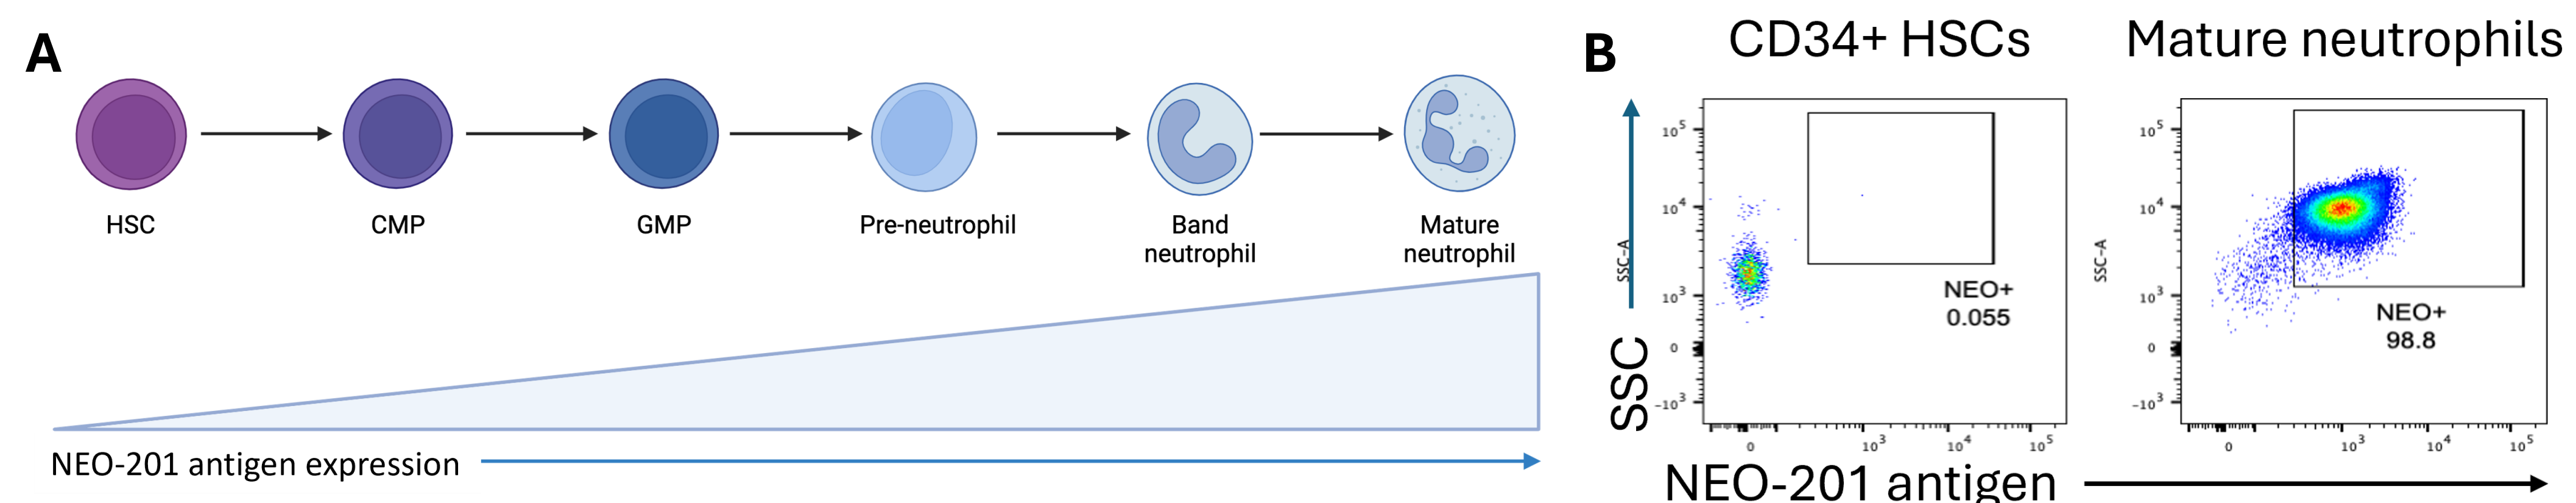 A
HSC
CMP
GMP
Pre-neutrophil
Band
neutrophil
Mature
neutrophil
NEO-201 antigen expression
B
CD34+ HSCs
Mature neutrophils
SSC
SSC-A
10⁵
10⁴
10³
0
-10³
NEO+
0.055
0
10³
10⁴
10⁵
SSC-A
10⁵
10⁴
10³
0
-10³
NEO+
98.8
0
10³
10⁴
10⁵
NEO-201 antigen